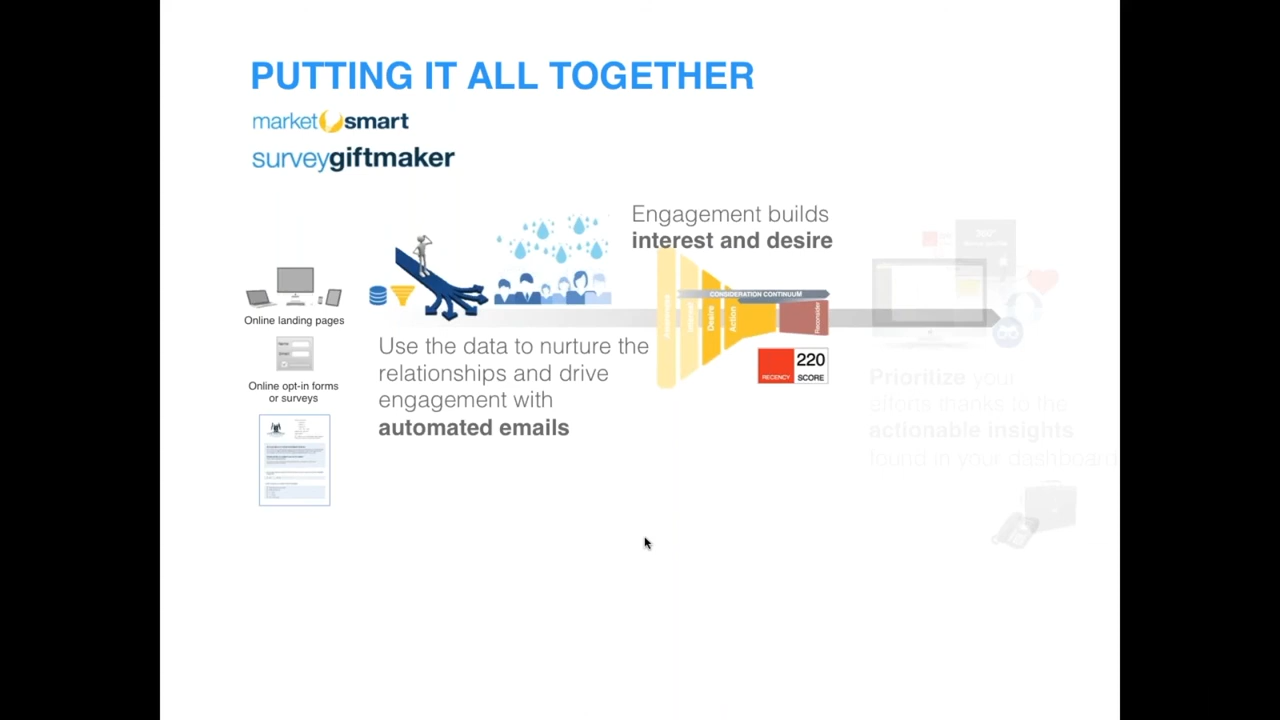 PUTTING IT ALL TOGETHER
marketsmart
surveygiftmaker
Engagement builds
interest and desire
CONSIDERATION CONTINUUM
Desire
Action
Reconsider
220
RECENCY SCORE
Online landing pages
Online opt-in forms
or surveys
Use the data to nurture the
relationships and drive
engagement with
automated emails
Prioritize your
efforts thanks to the
actionable insights
found in your dashboard